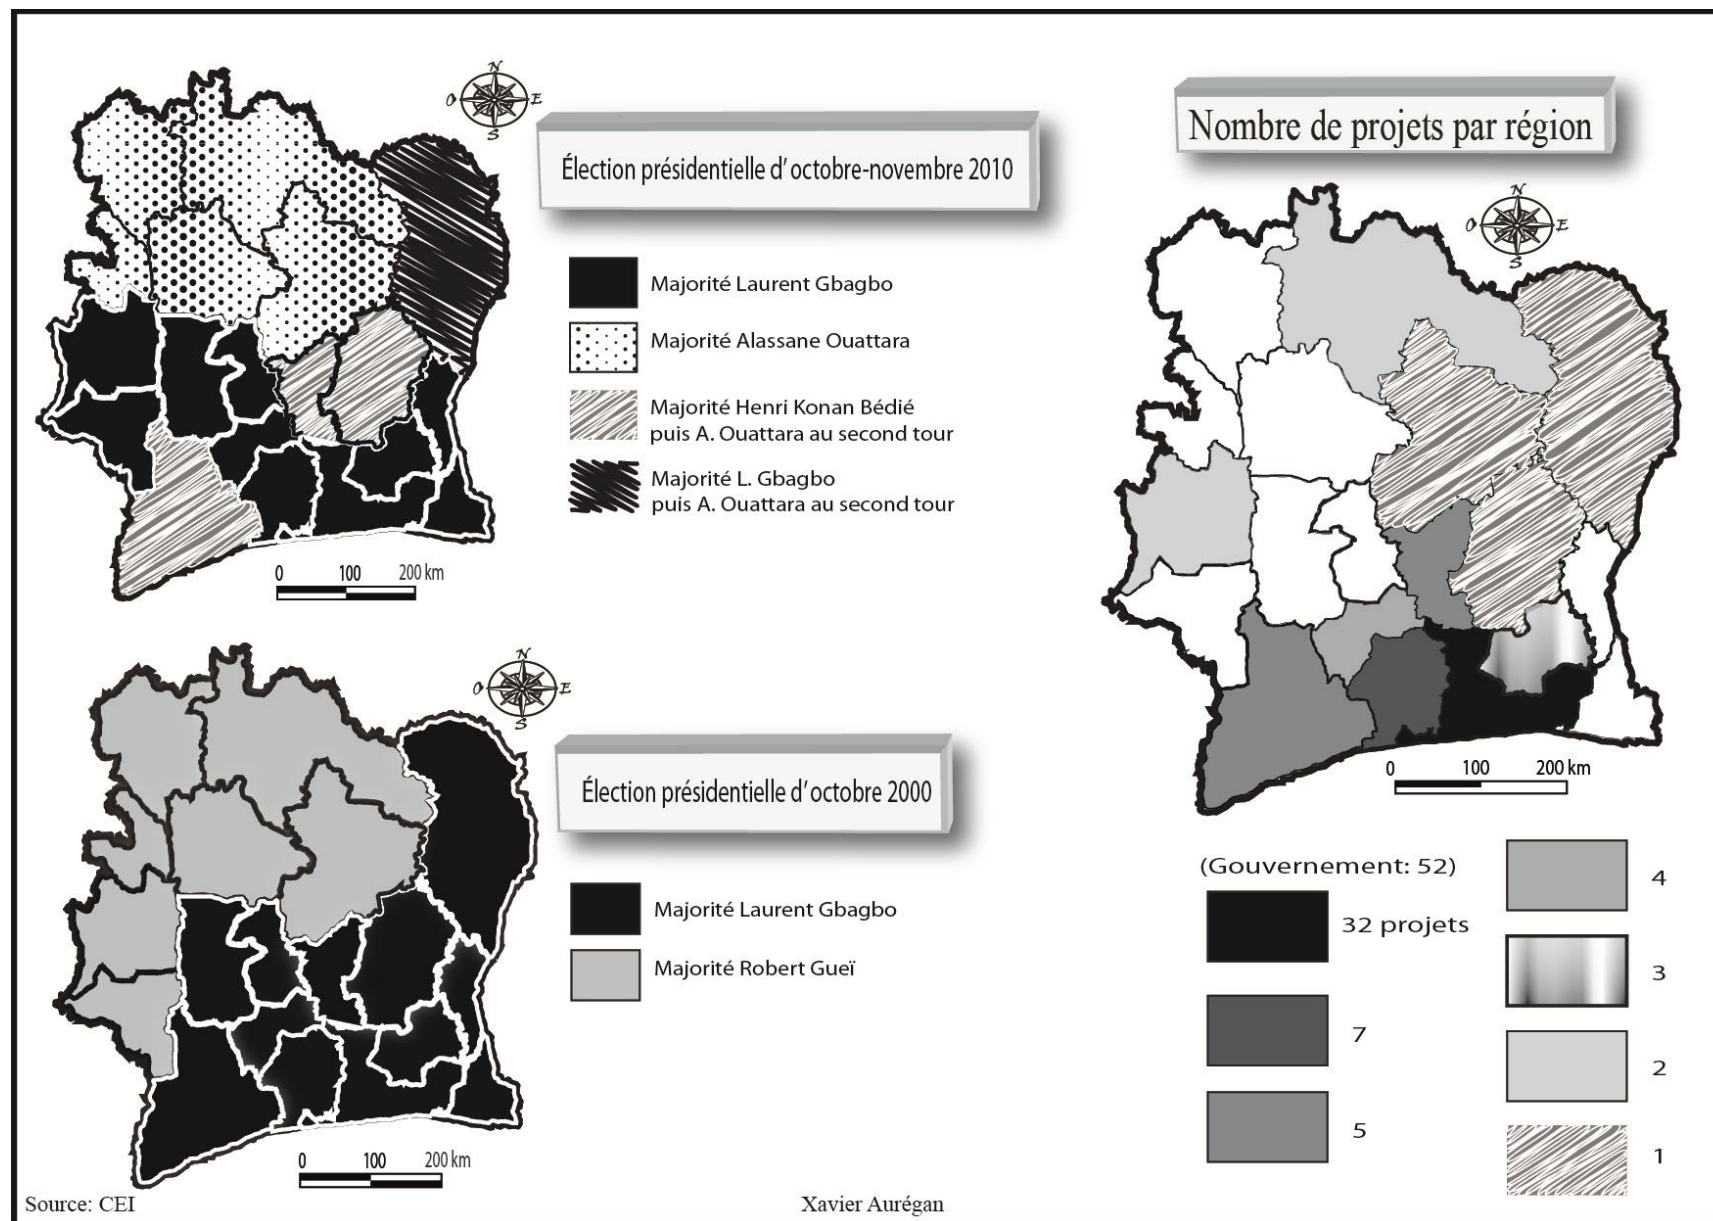 N
O
E
S
Élection présidentielle d'octobre-novembre 2010
Majorité Laurent Gbagbo
Majorité Alassane Ouattara
Majorité Henri Konan Bédié
puis A. Ouattara au second tour
Majorité L. Gbagbo
puis A. Ouattara au second tour
0 100 200 km
N
O
E
S
Élection présidentielle d'octobre 2000
Majorité Laurent Gbagbo
Majorité Robert Gueï
0 100 200 km
Nombre de projets par région
N
O
E
S
0 100 200 km
(Gouvernement: 52)
32 projets
7
5
4
3
2
1
Source: CEI
Xavier Aurégan